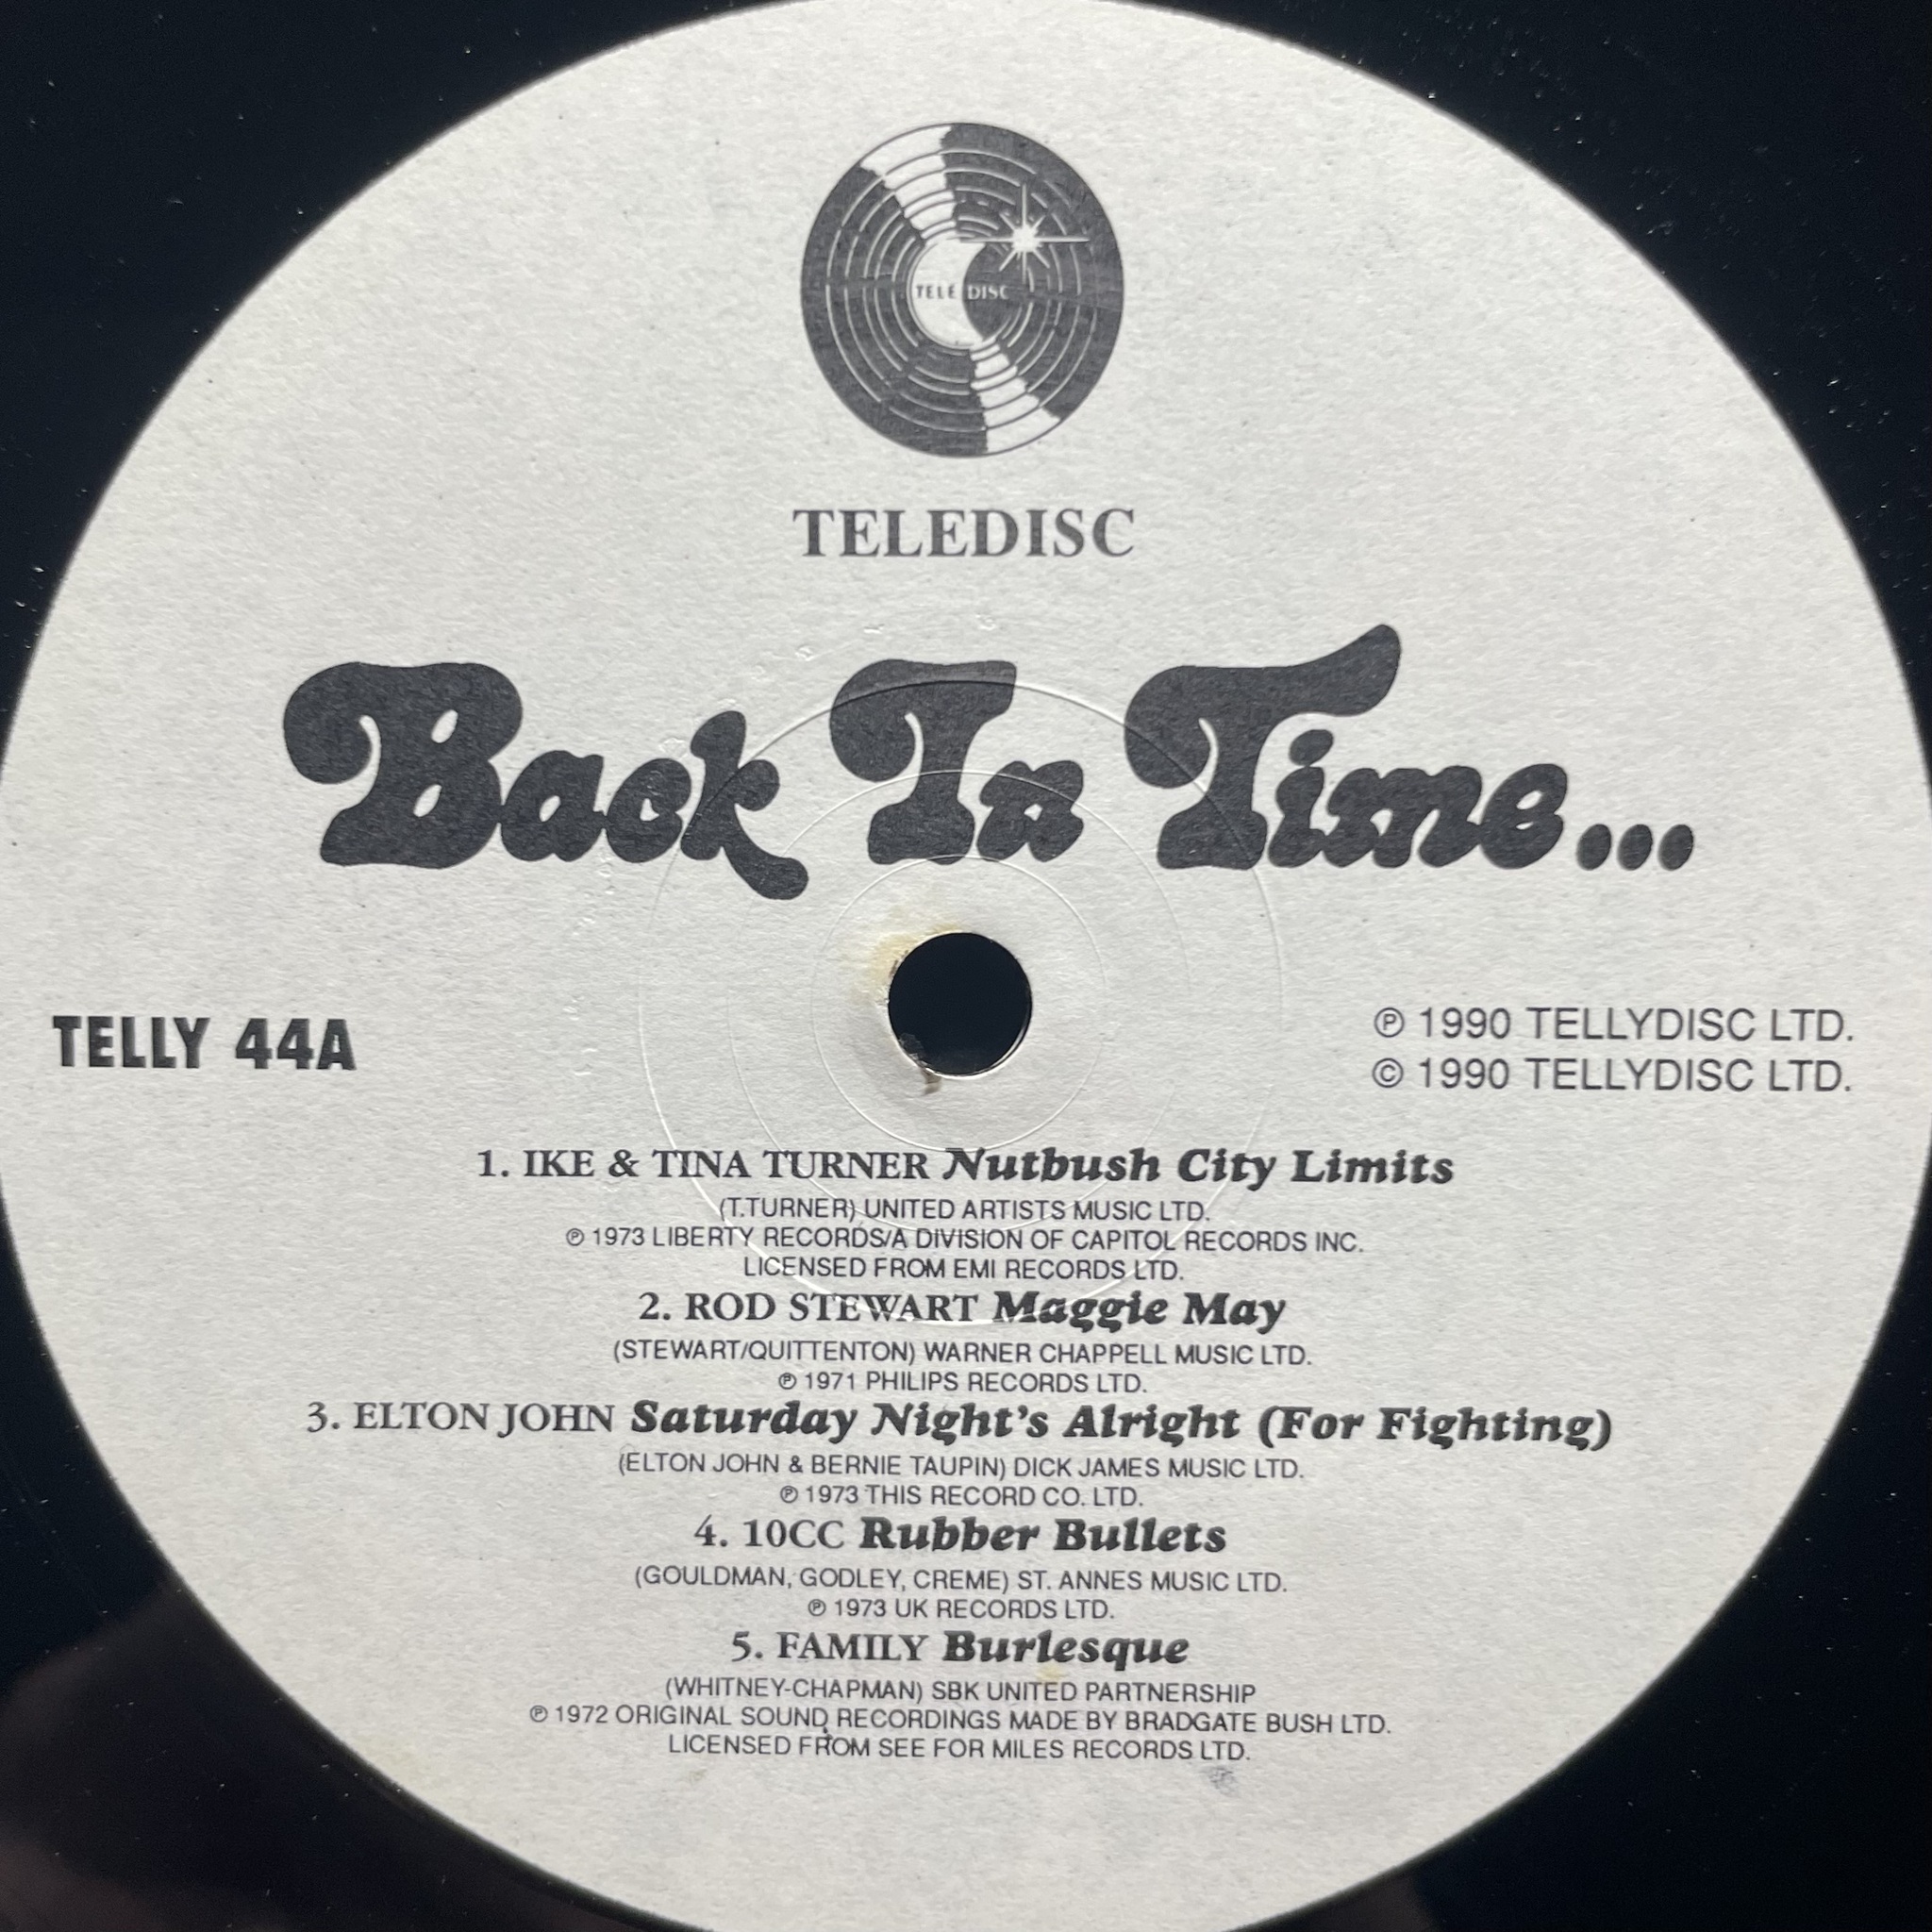 TELE DISC
TELEDISC
Back In Time...
TELLY 44A
℗ 1990 TELLYDISC LTD.
© 1990 TELLYDISC LTD.
1. IKE & TINA TURNER Nutbush City Limits
(T.TURNER) UNITED ARTISTS MUSIC LTD.
℗ 1973 LIBERTY RECORDS/A DIVISION OF CAPITOL RECORDS INC.
LICENSED FROM EMI RECORDS LTD.
2. ROD STEWART Maggie May
(STEWART/QUITTENTON) WARNER CHAPPELL MUSIC LTD.
℗ 1971 PHILIPS RECORDS LTD.
3. ELTON JOHN Saturday Night's Alright (For Fighting)
(ELTON JOHN & BERNIE TAUPIN) DICK JAMES MUSIC LTD.
℗ 1973 THIS RECORD CO. LTD.
4. 10CC Rubber Bullets
(GOULDMAN, GODLEY, CREME) ST. ANNES MUSIC LTD.
℗ 1973 UK RECORDS LTD.
5. FAMILY Burlesque
(WHITNEY-CHAPMAN) SBK UNITED PARTNERSHIP
℗ 1972 ORIGINAL SOUND RECORDINGS MADE BY BRADGATE BUSH LTD.
LICENSED FROM SEE FOR MILES RECORDS LTD.